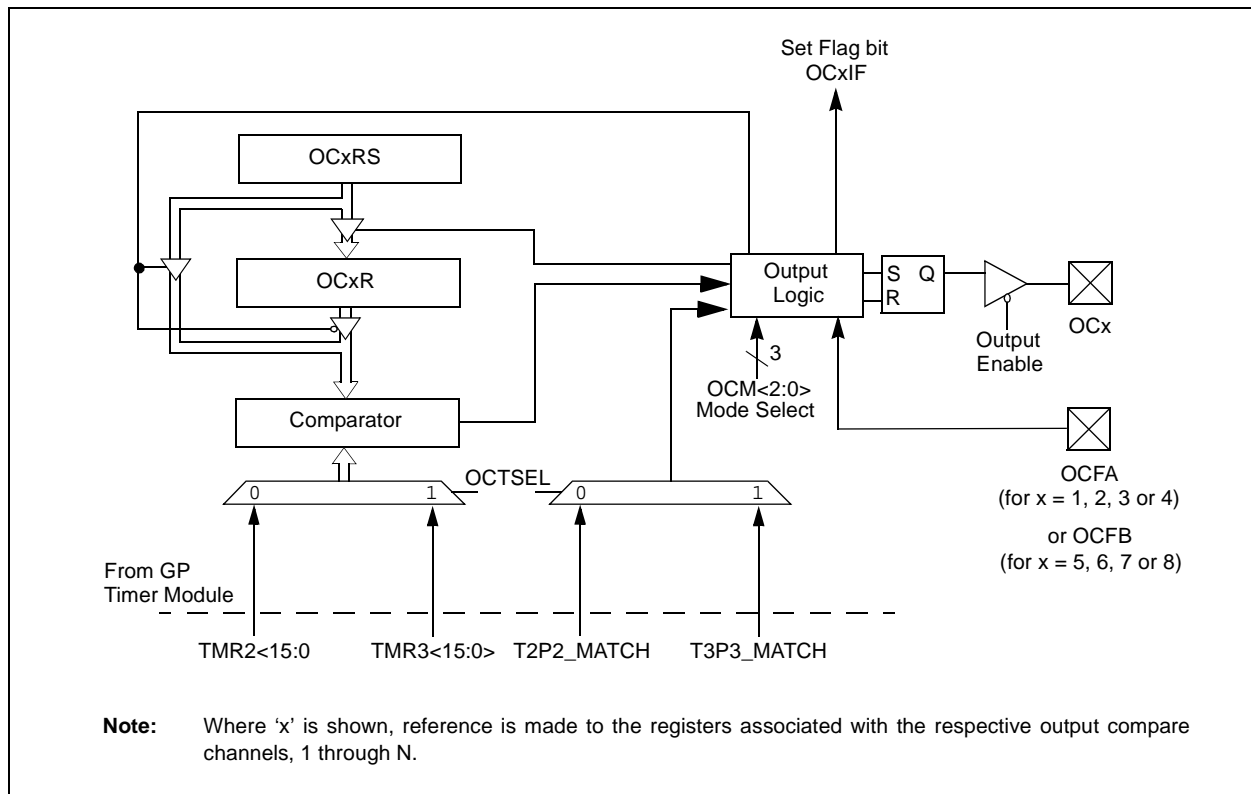 Set Flag bit
OCxIF
OCxRS
OCxR
Output
Logic
S Q
R
OCx
Output
Enable
3
OCM<2:0>
Mode Select
Comparator
OCTSEL
0 1
0 1
OCFA
(for x = 1, 2, 3 or 4)
or OCFB
(for x = 5, 6, 7 or 8)
From GP
Timer Module
TMR2<15:0 TMR3<15:0> T2P2_MATCH T3P3_MATCH
Note: Where ‘x’ is shown, reference is made to the registers associated with the respective output compare
channels, 1 through N.